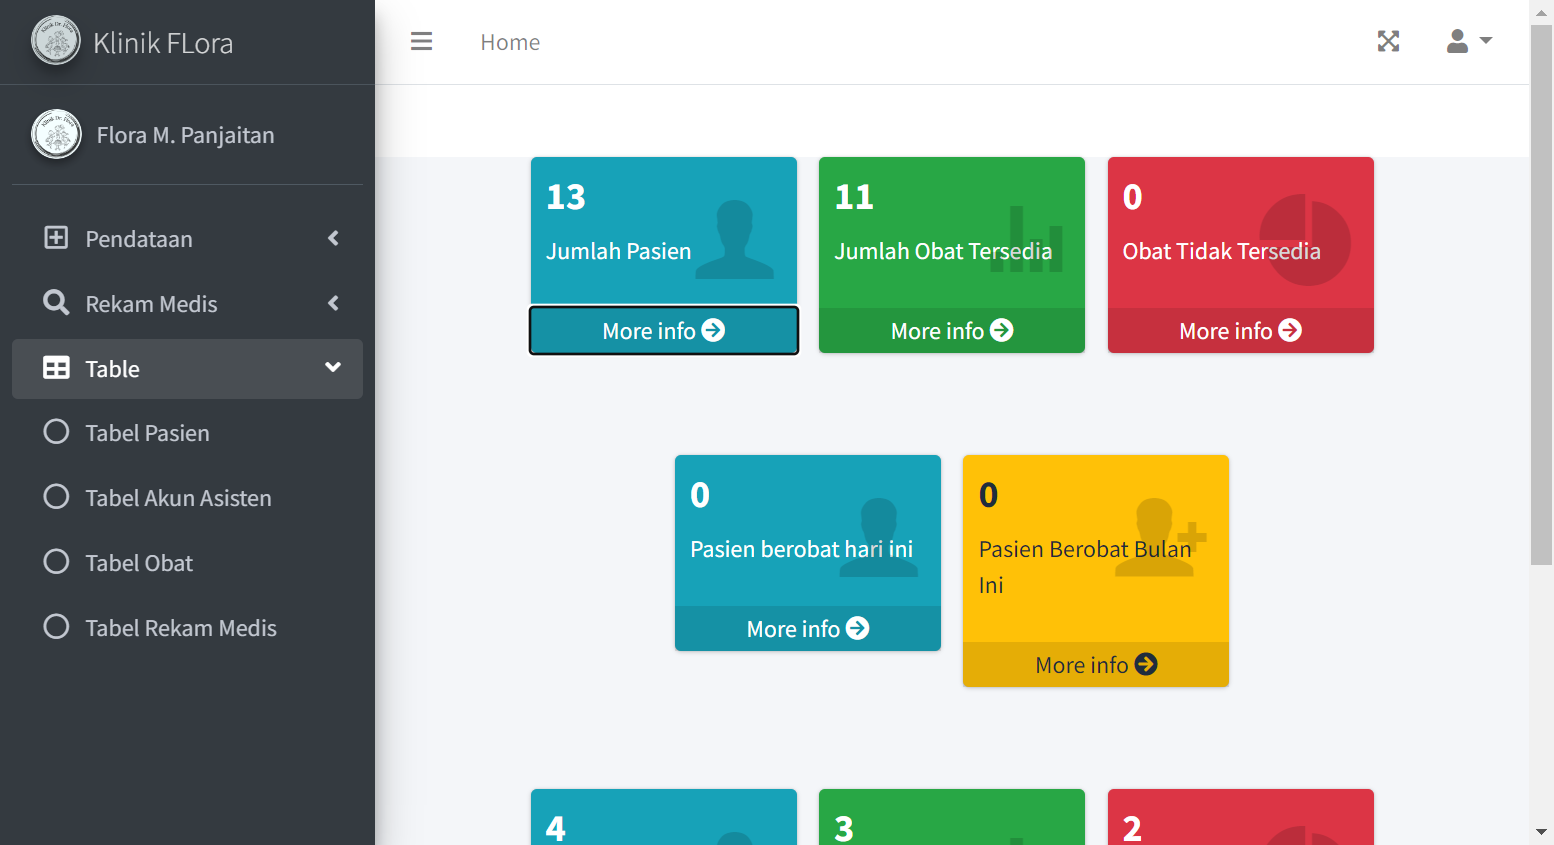 Klinik FLora
Home
Flora M. Panjaitan
Pendataan
Rekam Medis
Table
Tabel Pasien
Tabel Akun Asisten
Tabel Obat
Tabel Rekam Medis
13
Jumlah Pasien
More info
11
Jumlah Obat Tersedia
More info
0
Obat Tidak Tersedia
More info
0
Pasien berobat hari ini
More info
0
Pasien Berobat Bulan
Ini
More info
4
3
2